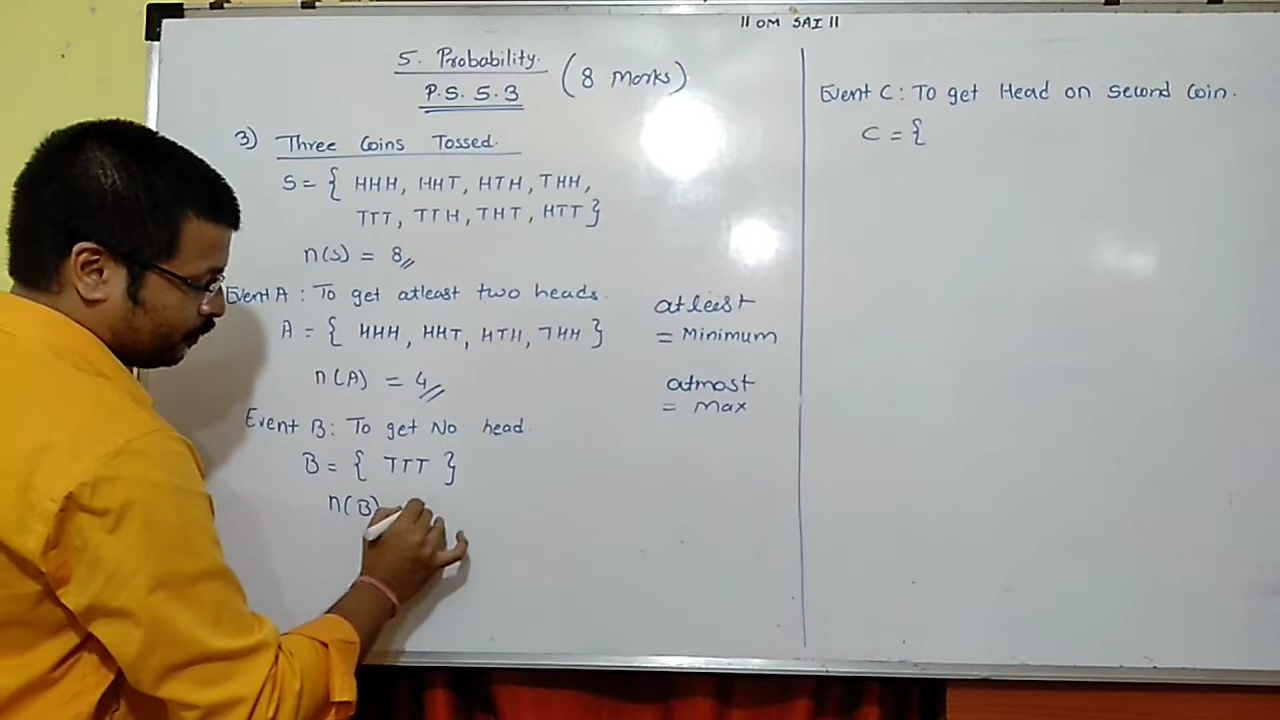 || OM SAI ||
5. Probability.
P.S. 5.3
(8 Marks)
3) Three Coins Tossed.
S = { HHH, HHT, HTH, THH,
TTT, TTH, THT, HTT }
n(S) = 8
Event A : To get atleast two heads.
A = { HHH, HHT, HTH, THH }
n(A) = 4
Event B : To get No head.
B = { TTT }
n(B)
atleast
= Minimum
atmost
= Max
Event C : To get Head on Second Coin.
C = {